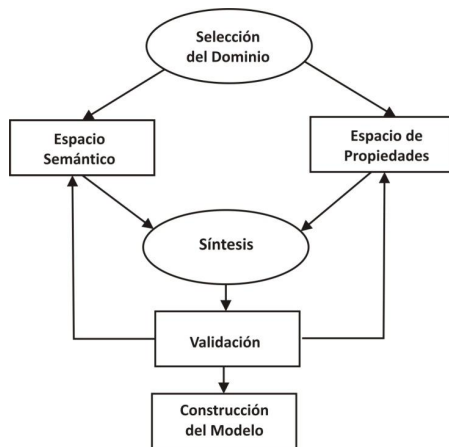 Selección
del Dominio
Espacio
Semántico
Espacio de
Propiedades
Síntesis
Validación
Construcción
del Modelo